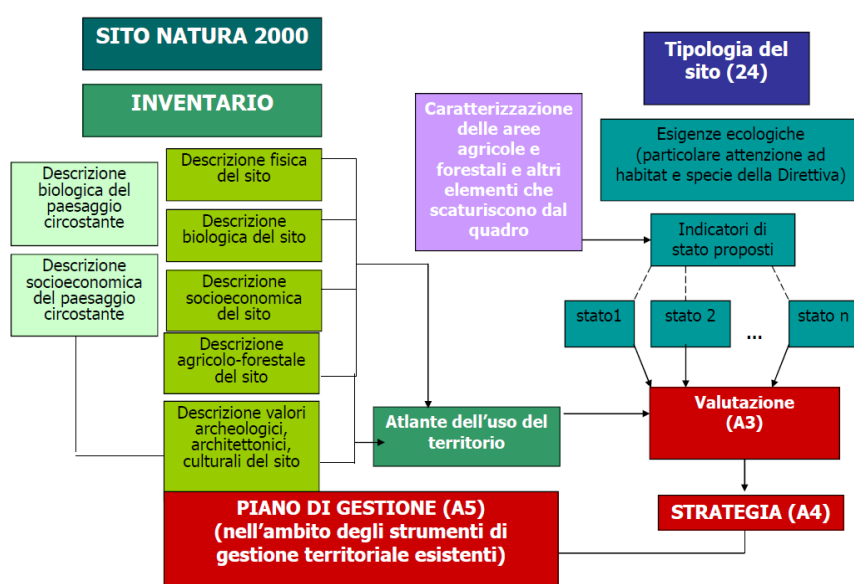 SITO NATURA 2000
INVENTARIO
Descrizione biologica del
paesaggio circostante
Descrizione
socioeconomica
del paesaggio
circostante
Descrizione fisica
del sito
Descrizione
biologica del sito
Descrizione
socioeconomica del
sito
Descrizione
agricolo-forestale
del sito
Descrizione valori
archeologici,
architettonici,
culturali del sito
Caratterizzazione
delle aree
agricole e
forestali e altri
elementi che
scaturiscono dal
quadro
Tipologia del
sito (24)
Esigenze ecologiche
(particolare attenzione ad
habitat e specie della Direttiva)
Indicatori di
stato proposti
stato1
stato 2
...
stato n
Atlante dell’uso del
territorio
Valutazione
(A3)
STRATEGIA (A4)
PIANO DI GESTIONE (A5)
(nell’ambito degli strumenti di
gestione territoriale esistenti)